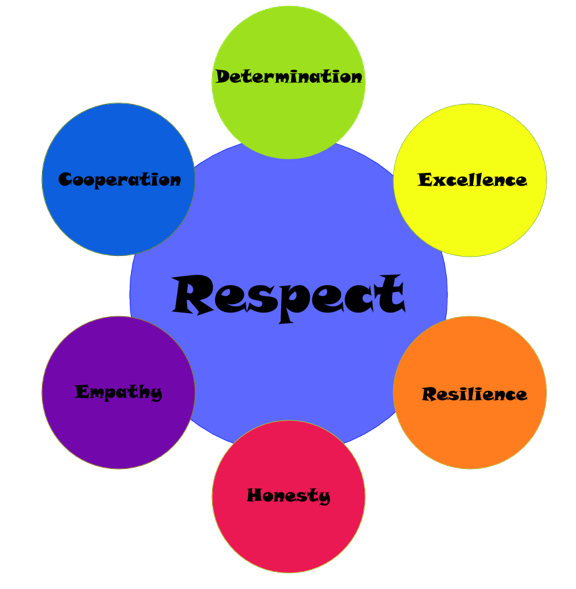 Determination
Cooperation
Excellence
Respect
Empathy
Resilience
Honesty